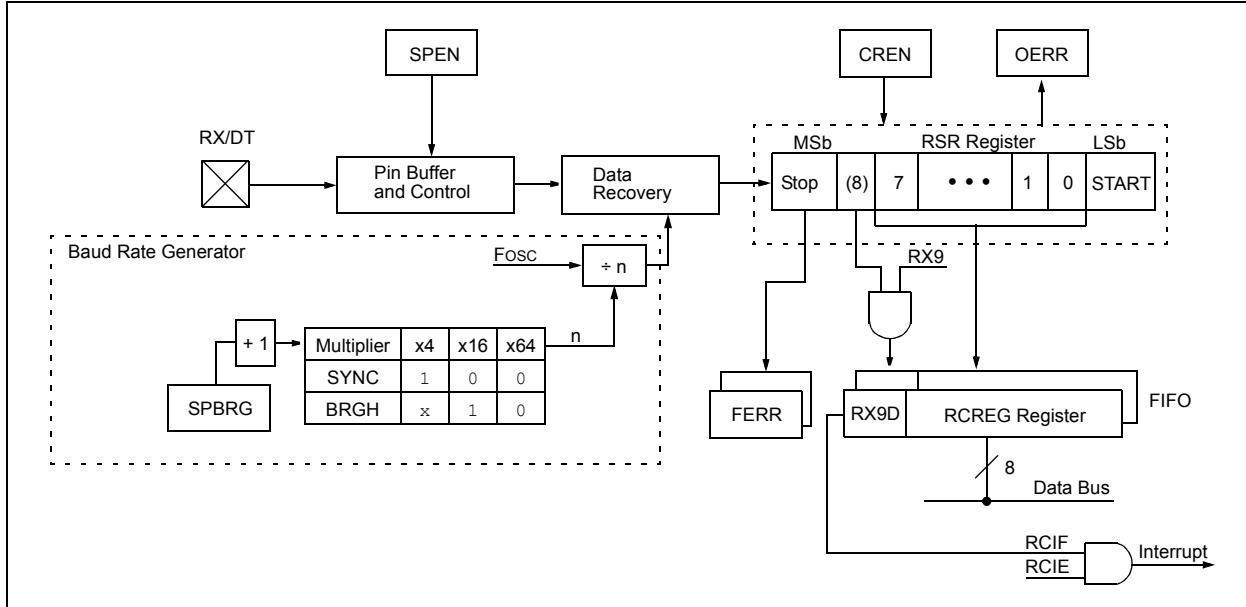 SPEN
CREN
OERR
RX/DT
MSb
RSR Register
LSb
Pin Buffer
and Control
Data
Recovery
Stop (8) 7 • • • 1 0 START
Baud Rate Generator
FOSC
÷ n
RX9
+ 1
n
Multiplier x4 x16 x64
SYNC 1 0 0
BRGH x 1 0
SPBRG
FERR
RX9D
RCREG Register
FIFO
8
Data Bus
RCIF
RCIE
Interrupt